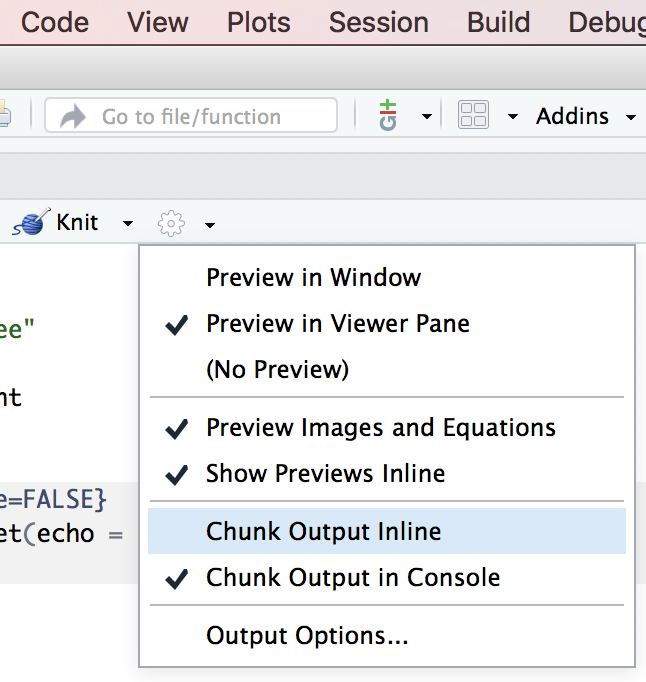 Code View Plots Session Build Debug
Go to file/function Git Addins
Knit
Preview in Window
ee"
Preview in Viewer Pane
(No Preview)
nt
Preview Images and Equations
Show Previews Inline
e=FALSE}
et(echo =
Chunk Output Inline
Chunk Output in Console
Output Options...